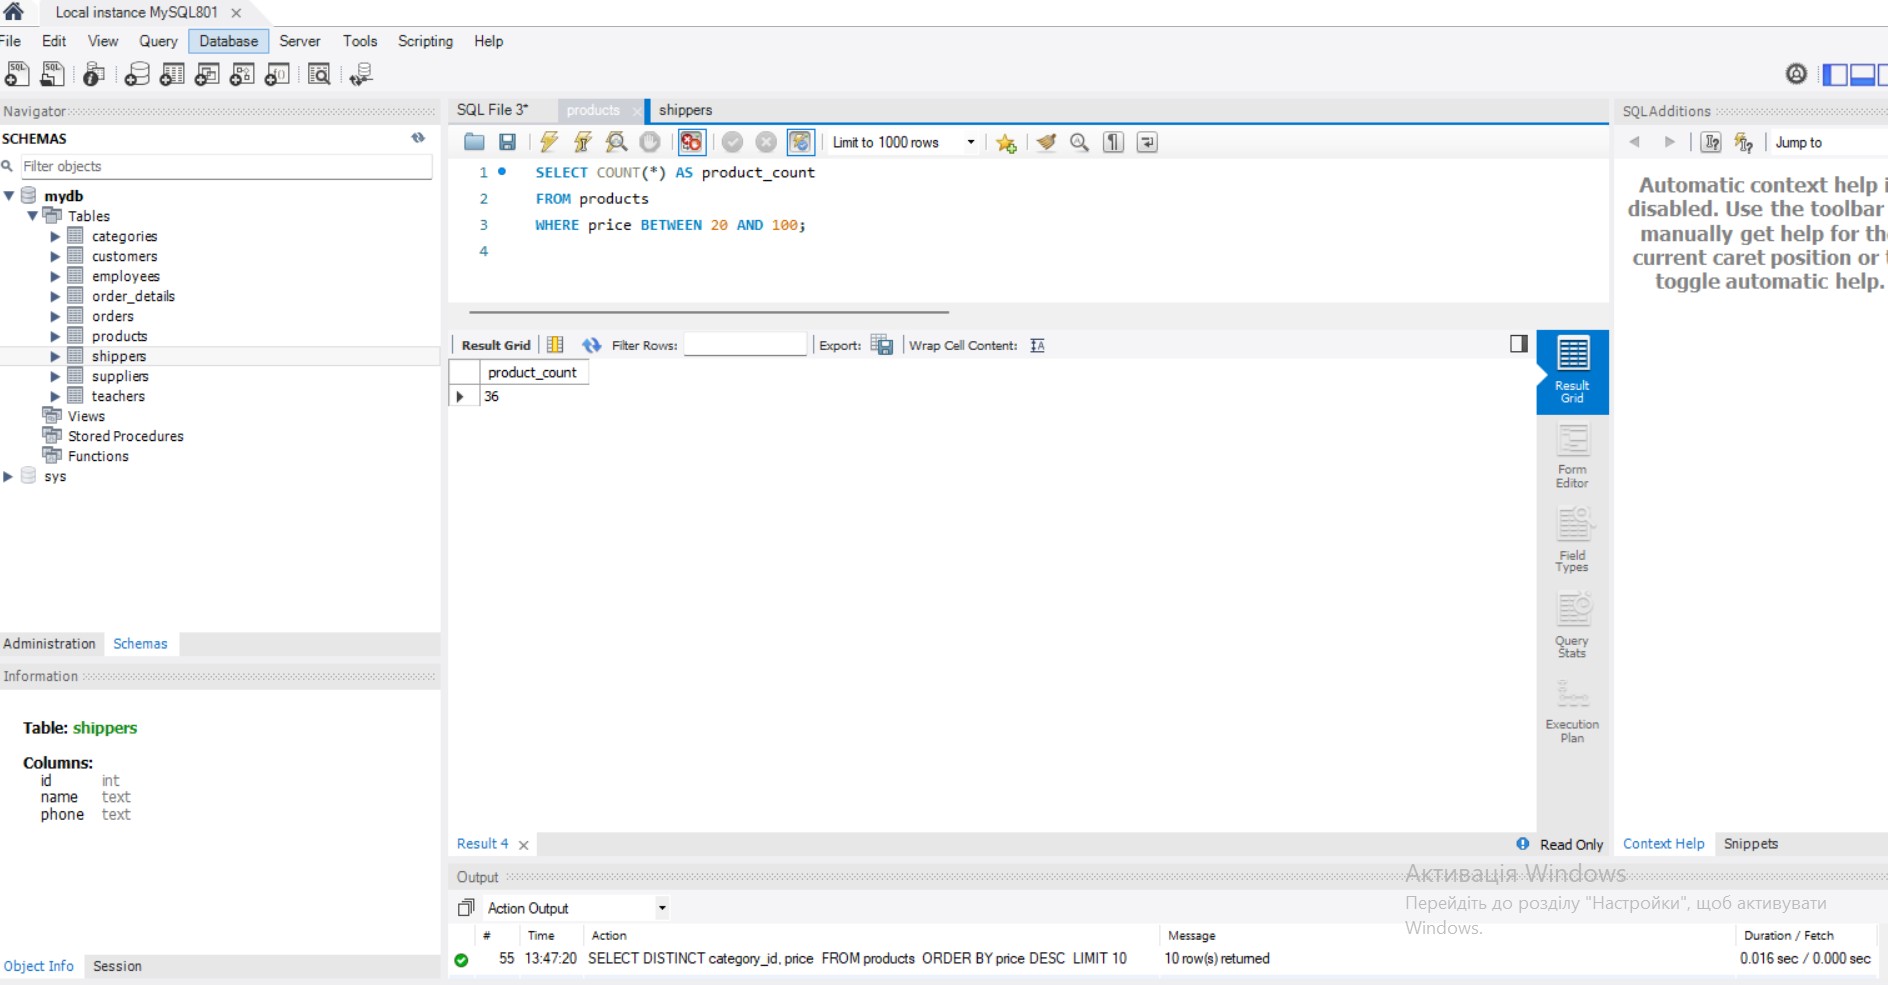 Local instance MySQL801
File Edit View Query Database Server Tools Scripting Help
Navigator
SCHEMAS
Filter objects
mydb
Tables
categories
customers
employees
order_details
orders
products
shippers
suppliers
teachers
Views
Stored Procedures
Functions
sys
Administration Schemas
Information
Table: shippers
Columns:
id int
name text
phone text
Object Info Session
SQL File 3* products shippers
Limit to 1000 rows
1 SELECT COUNT(*) AS product_count
2 FROM products
3 WHERE price BETWEEN 20 AND 100;
4
Result Grid Filter Rows: Export: Wrap Cell Content:
product_count
36
Result
Grid
Form
Editor
Field
Types
Query
Stats
Execution
Plan
Result 4 Read Only
Output
Action Output
# Time Action Message Duration / Fetch
55 13:47:20 SELECT DISTINCT category_id, price FROM products ORDER BY price DESC LIMIT 10 10 row(s) returned 0.016 sec / 0.000 sec
SQLAdditions
Jump to
Automatic context help
disabled. Use the toolbar
manually get help for
current caret position or
toggle automatic help.
Context Help Snippets
Активація Windows
Перейдіть до розділу "Настройки", щоб активувати
Windows.